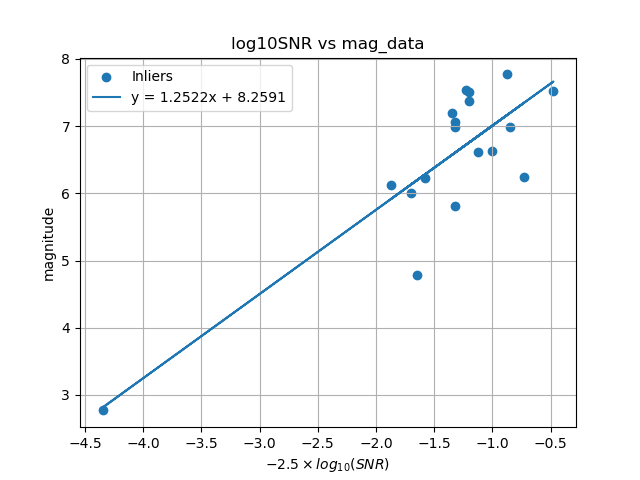 log10SNR vs mag_data
Inliers
y = 1.2522x + 8.2591
8
7
6
5
4
3
magnitude
−4.5 −4.0 −3.5 −3.0 −2.5 −2.0 −1.5 −1.0 −0.5
−2.5 × log10(SNR)